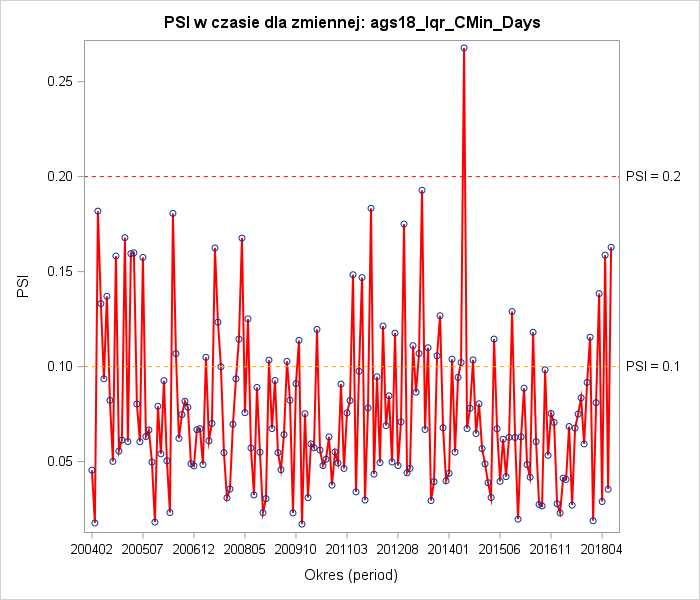 PSI w czasie dla zmiennej: ags18_Iqr_CMin_Days
0.25
0.20
0.15
0.10
0.05
PSI
PSI = 0.2
PSI = 0.1
200402 200507 200612 200805 200910 201103 201208 201401 201506 201611 201804
Okres (period)